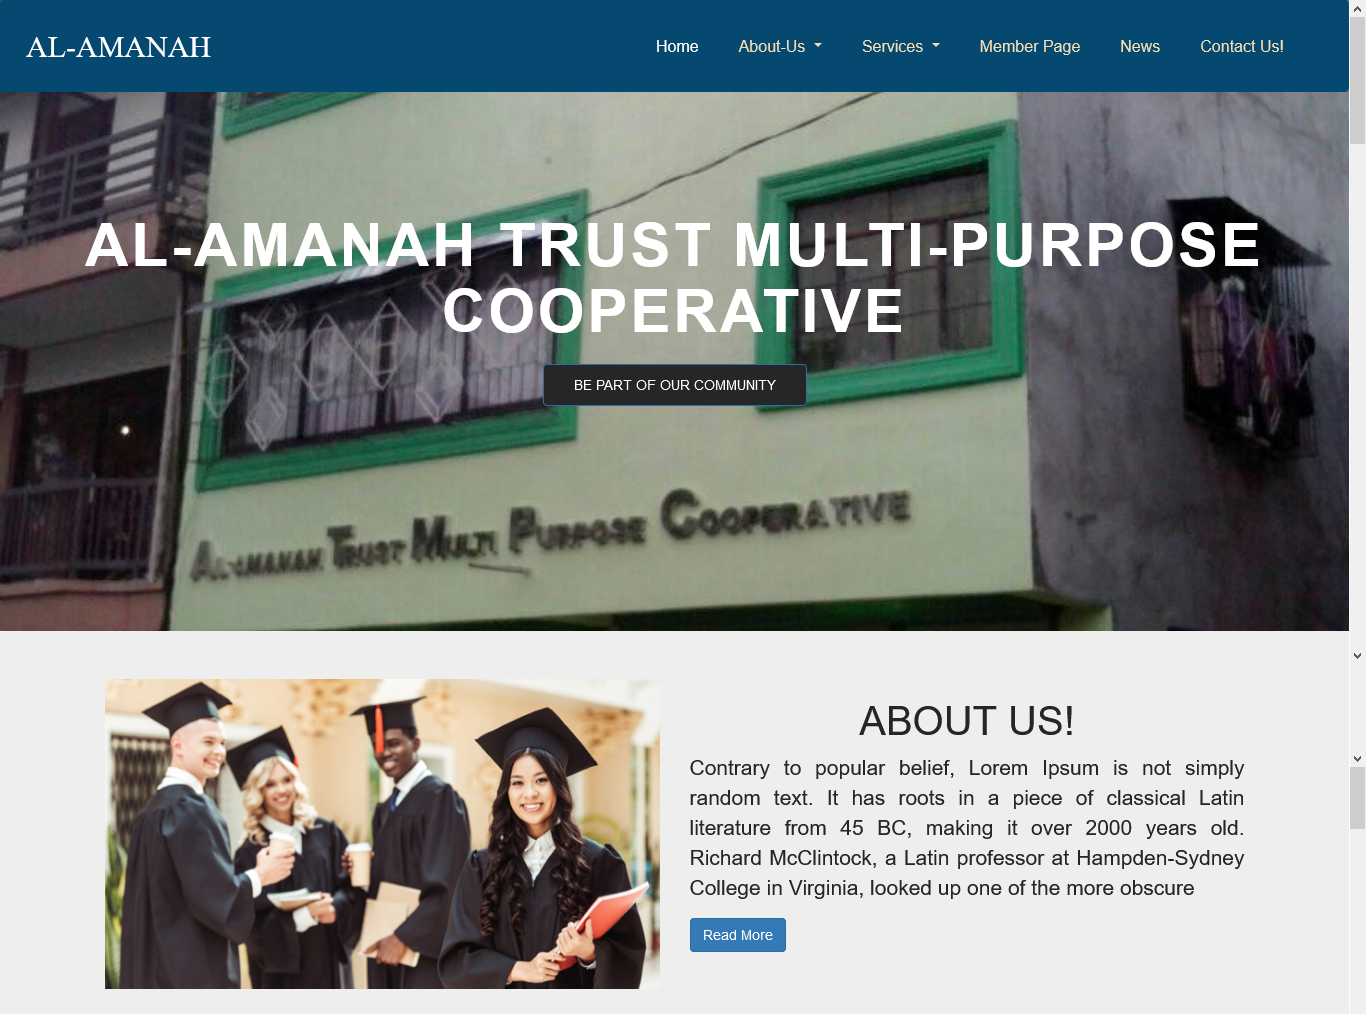 AL-AMANAH
Home About-Us Services Member Page News Contact Us!
AL-AMANAH TRUST MULTI-PURPOSE
COOPERATIVE
BE PART OF OUR COMMUNITY
AL-AMANAH TRUST MULTI PURPOSE COOPERATIVE
ABOUT US!
Contrary to popular belief, Lorem Ipsum is not simply
random text. It has roots in a piece of classical Latin
literature from 45 BC, making it over 2000 years old.
Richard McClintock, a Latin professor at Hampden-Sydney
College in Virginia, looked up one of the more obscure
Read More